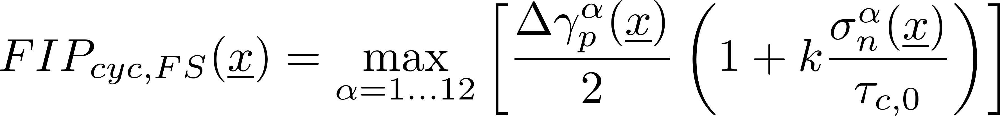 $FIP_{cyc,FS}(\underline{x}) = \max_{\alpha=1...12} \left[ \frac{\Delta\gamma_p^{\alpha}(\underline{x})}{2} \left( 1 + k \frac{\sigma_n^{\alpha}(\underline{x})}{\tau_{c,0}} \right) \right]$